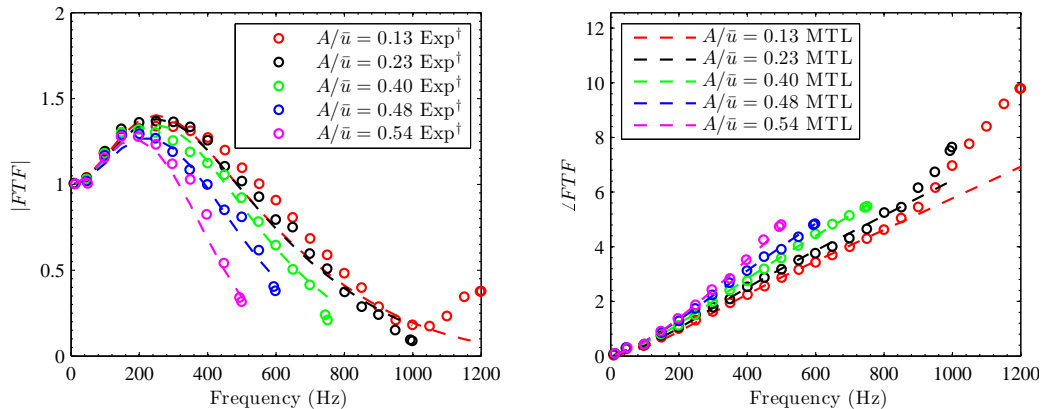 2
1.5
1
0.5
0
|FTF|
0 200 400 600 800 1000 1200
Frequency (Hz)
A/ū = 0.13 Exp†
A/ū = 0.23 Exp†
A/ū = 0.40 Exp†
A/ū = 0.48 Exp†
A/ū = 0.54 Exp†
12
10
8
6
4
2
0
∠FTF
0 200 400 600 800 1000 1200
Frequency (Hz)
A/ū = 0.13 MTL
A/ū = 0.23 MTL
A/ū = 0.40 MTL
A/ū = 0.48 MTL
A/ū = 0.54 MTL